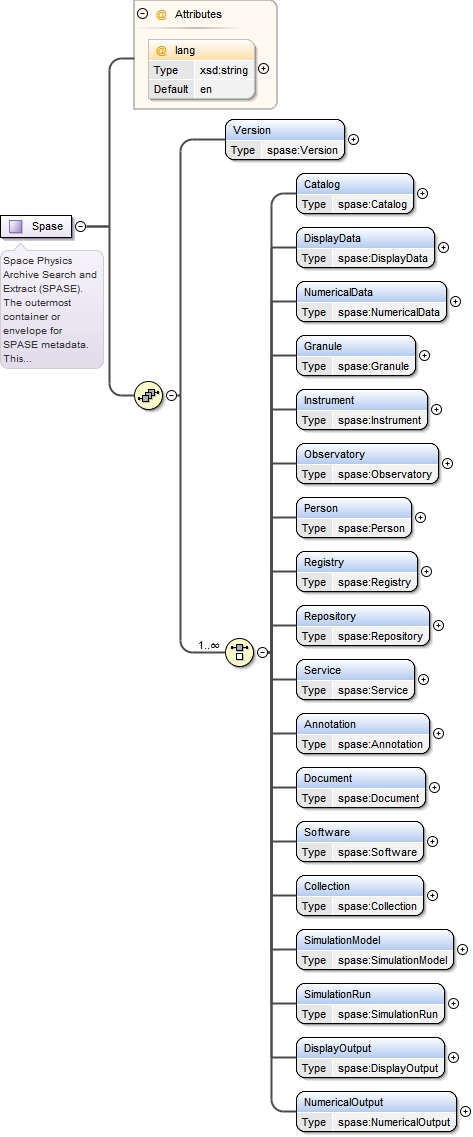 @ Attributes
@ lang
Type xsd:string
Default en
Version
Type spase:Version
Catalog
Type spase:Catalog
DisplayData
Type spase:DisplayData
Spase
Space Physics
Archive Search and
Extract (SPASE).
The outermost
container or
envelope for
SPASE metadata.
This...
NumericalData
Type spase:NumericalData
Granule
Type spase:Granule
Instrument
Type spase:Instrument
Observatory
Type spase:Observatory
Person
Type spase:Person
Registry
Type spase:Registry
Repository
Type spase:Repository
1..∞
Service
Type spase:Service
Annotation
Type spase:Annotation
Document
Type spase:Document
Software
Type spase:Software
Collection
Type spase:Collection
SimulationModel
Type spase:SimulationModel
SimulationRun
Type spase:SimulationRun
DisplayOutput
Type spase:DisplayOutput
NumericalOutput
Type spase:NumericalOutput